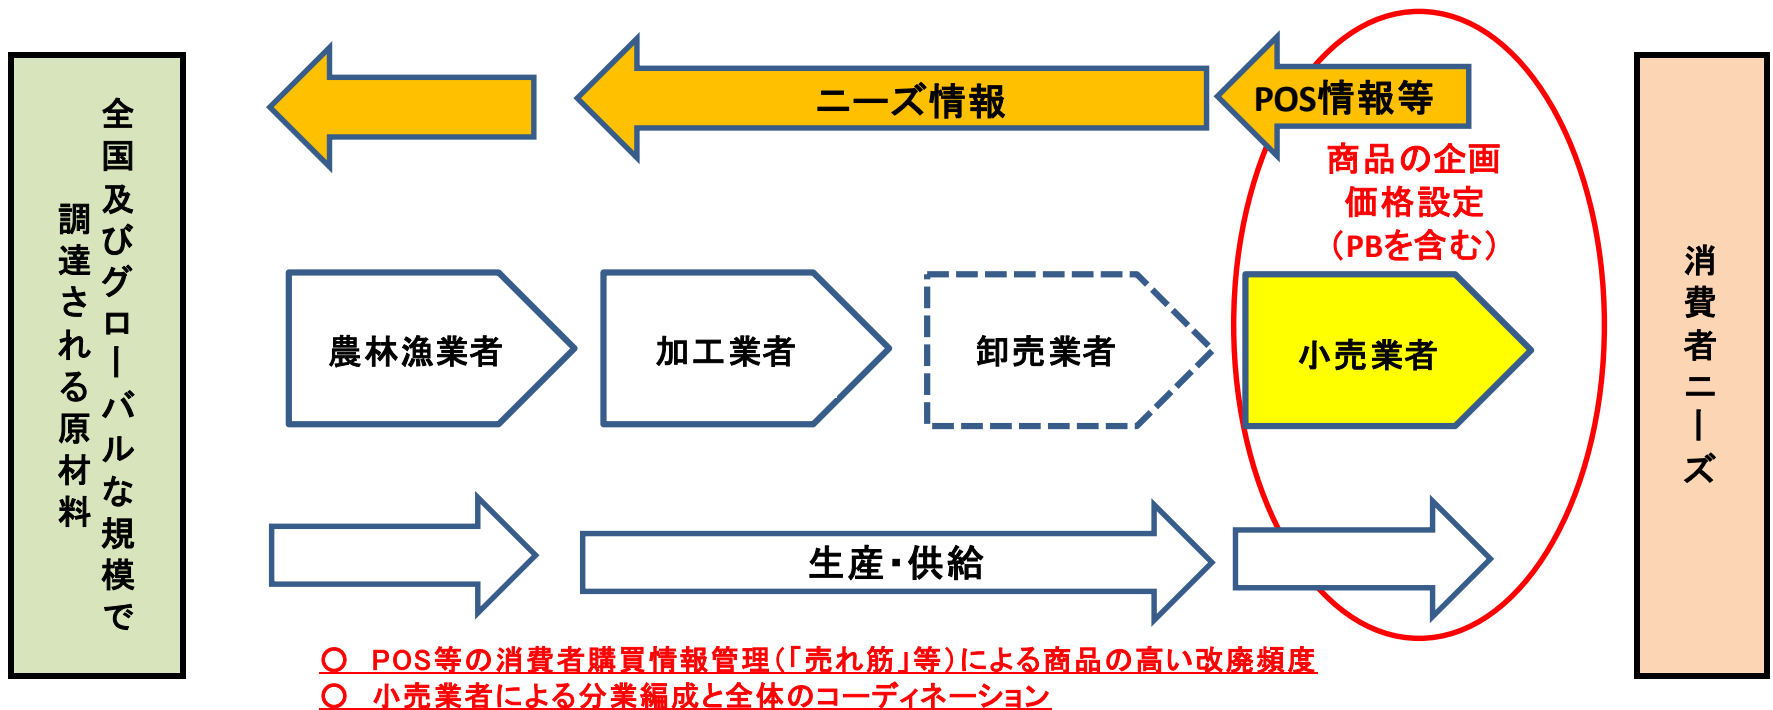 全国及びグローバルな規模で
調達される原材料
ニーズ情報
POS情報等
商品の企画
価格設定
（PBを含む）
農林漁業者
加工業者
卸売業者
小売業者
生産・供給
消費者ニーズ
○　POS等の消費者購買情報管理（「売れ筋」等）による商品の高い改廃頻度
○　小売業者による分業編成と全体のコーディネーション